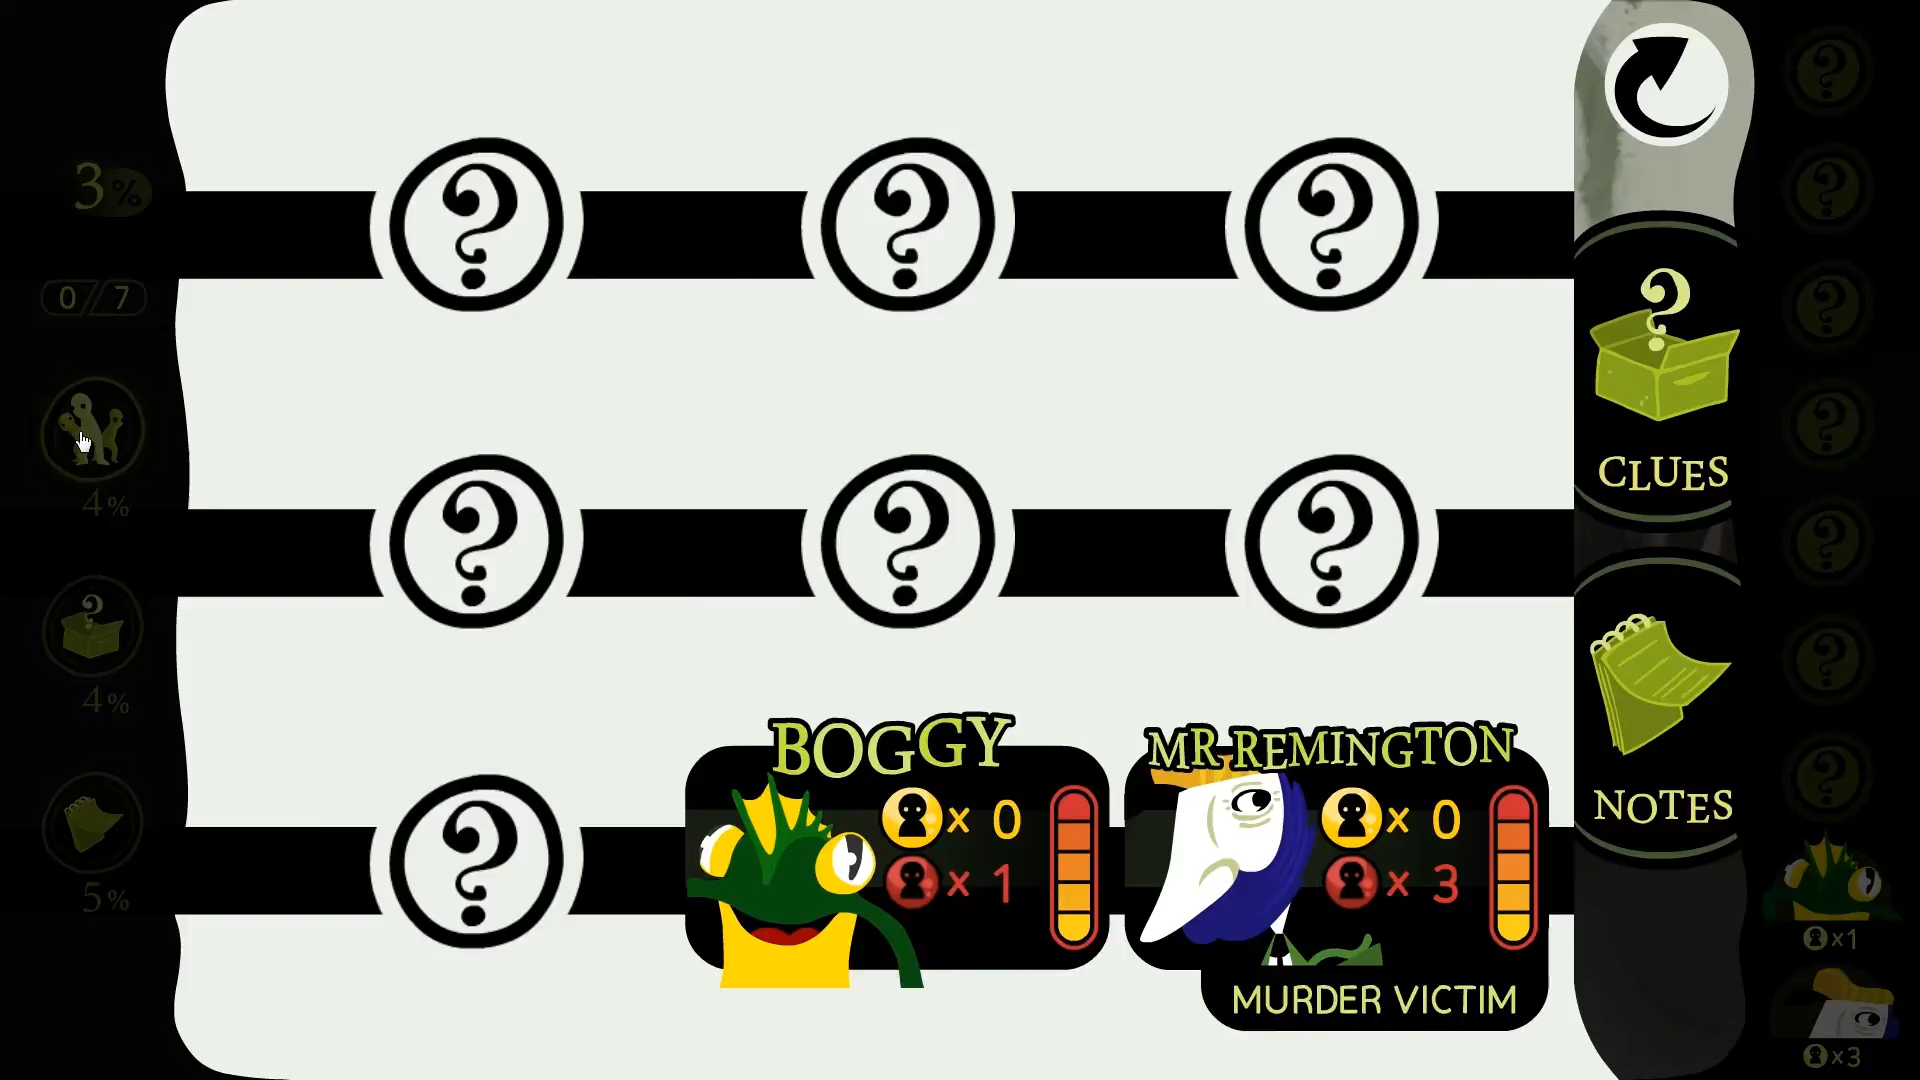 3%
0/7
4%
4%
5%
CLUES
NOTES
BOGGY
x 0
x 1
MR REMINGTON
x 0
x 3
MURDER VICTIM
x1
x3